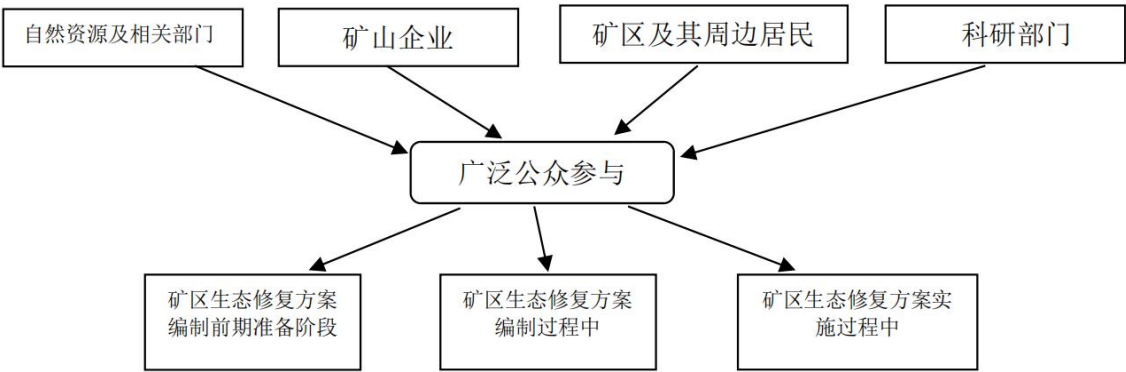 自然资源及相关部门
矿山企业
矿区及其周边居民
科研部门
广泛公众参与
矿区生态修复方案
编制前期准备阶段
矿区生态修复方案
编制过程中
矿区生态修复方案实
施过程中